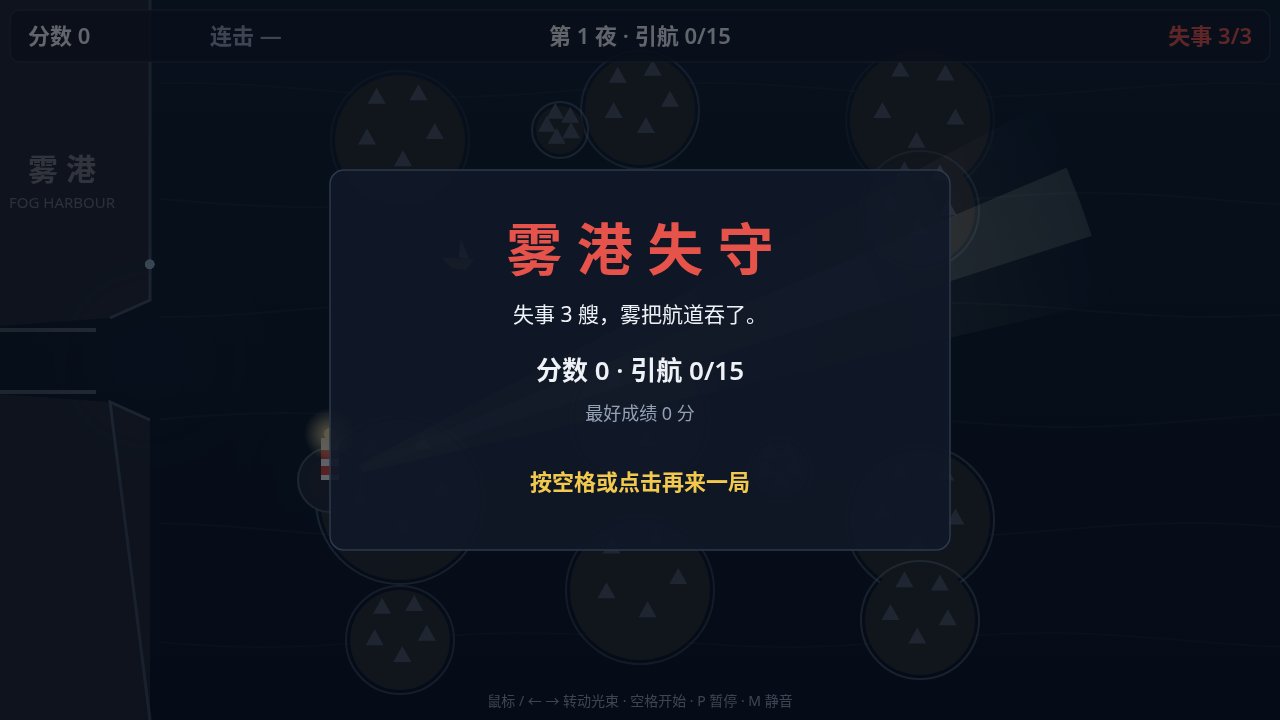 分数 0
连击 —
第 1 夜 · 引航 0/15
失事 3/3
雾 港
FOG HARBOUR
雾 港 失 守
失事 3 艘，雾把航道吞了。
分数 0 · 引航 0/15
最好成绩 0 分
按空格或点击再来一局
鼠标 / ← → 转动光束 · 空格开始 · P 暂停 · M 静音